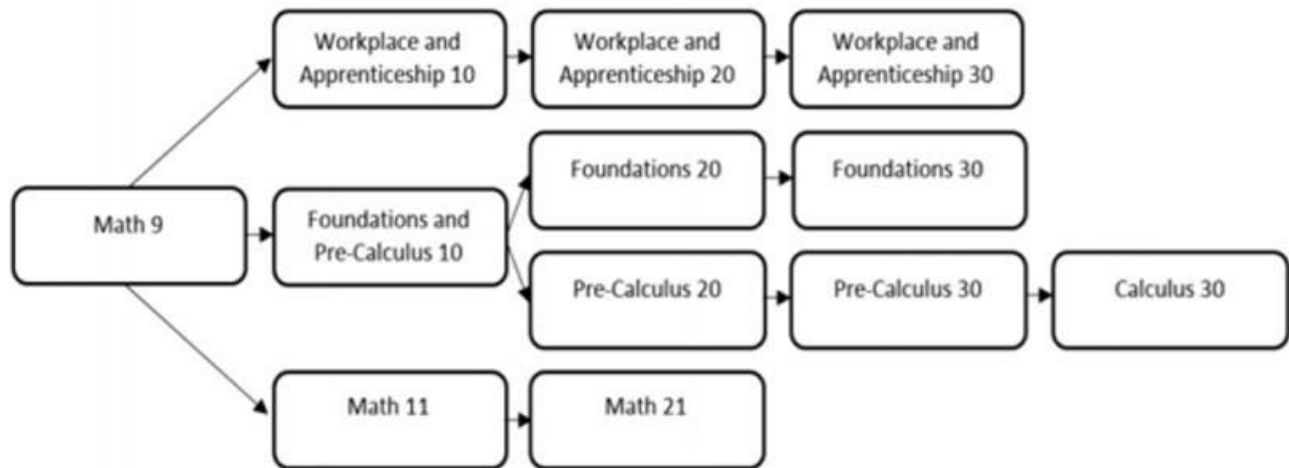 Workplace and
Apprenticeship 10
Workplace and
Apprenticeship 20
Workplace and
Apprenticeship 30
Math 9
Foundations and
Pre-Calculus 10
Foundations 20
Foundations 30
Pre-Calculus 20
Pre-Calculus 30
Calculus 30
Math 11
Math 21